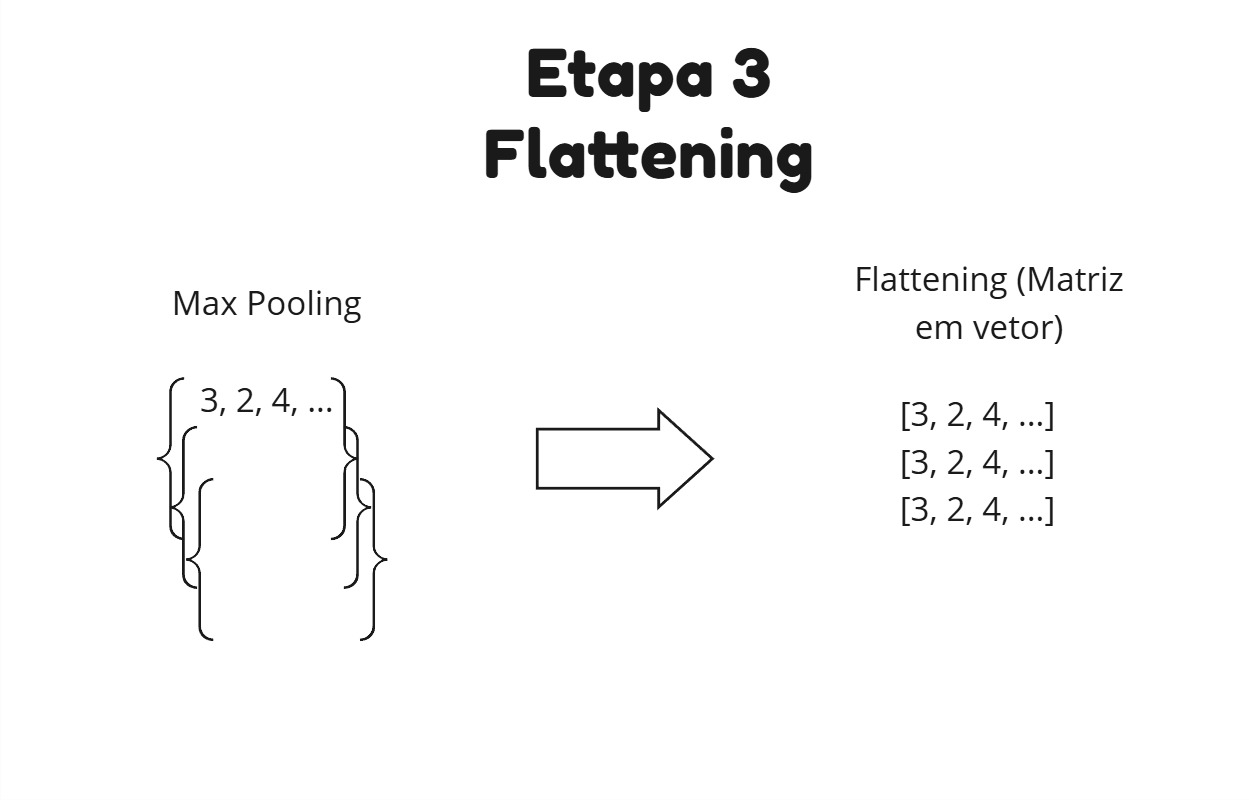 Etapa 3
Flattening
Max Pooling
3, 2, 4, ...
Flattening (Matriz
em vetor)
[3, 2, 4, ...]
[3, 2, 4, ...]
[3, 2, 4, ...]